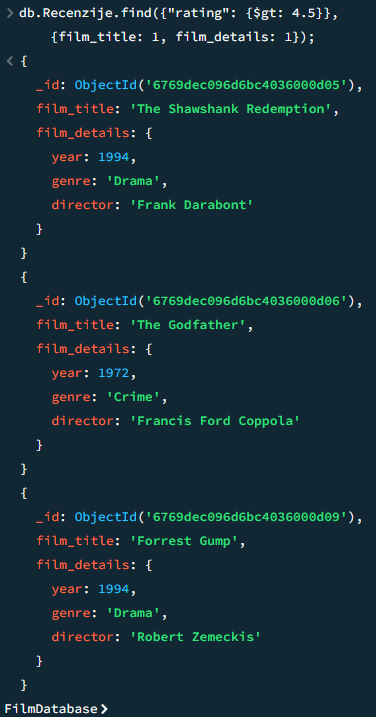 > db.Recenzije.find({"rating": {$gt: 4.5}},
{film_title: 1, film_details: 1});
< {
_id: ObjectId('6769dec096d6bc4036000d05'),
film_title: 'The Shawshank Redemption',
film_details: {
year: 1994,
genre: 'Drama',
director: 'Frank Darabont'
}
}
{
_id: ObjectId('6769dec096d6bc4036000d06'),
film_title: 'The Godfather',
film_details: {
year: 1972,
genre: 'Crime',
director: 'Francis Ford Coppola'
}
}
{
_id: ObjectId('6769dec096d6bc4036000d09'),
film_title: 'Forrest Gump',
film_details: {
year: 1994,
genre: 'Drama',
director: 'Robert Zemeckis'
}
}
FilmDatabase>